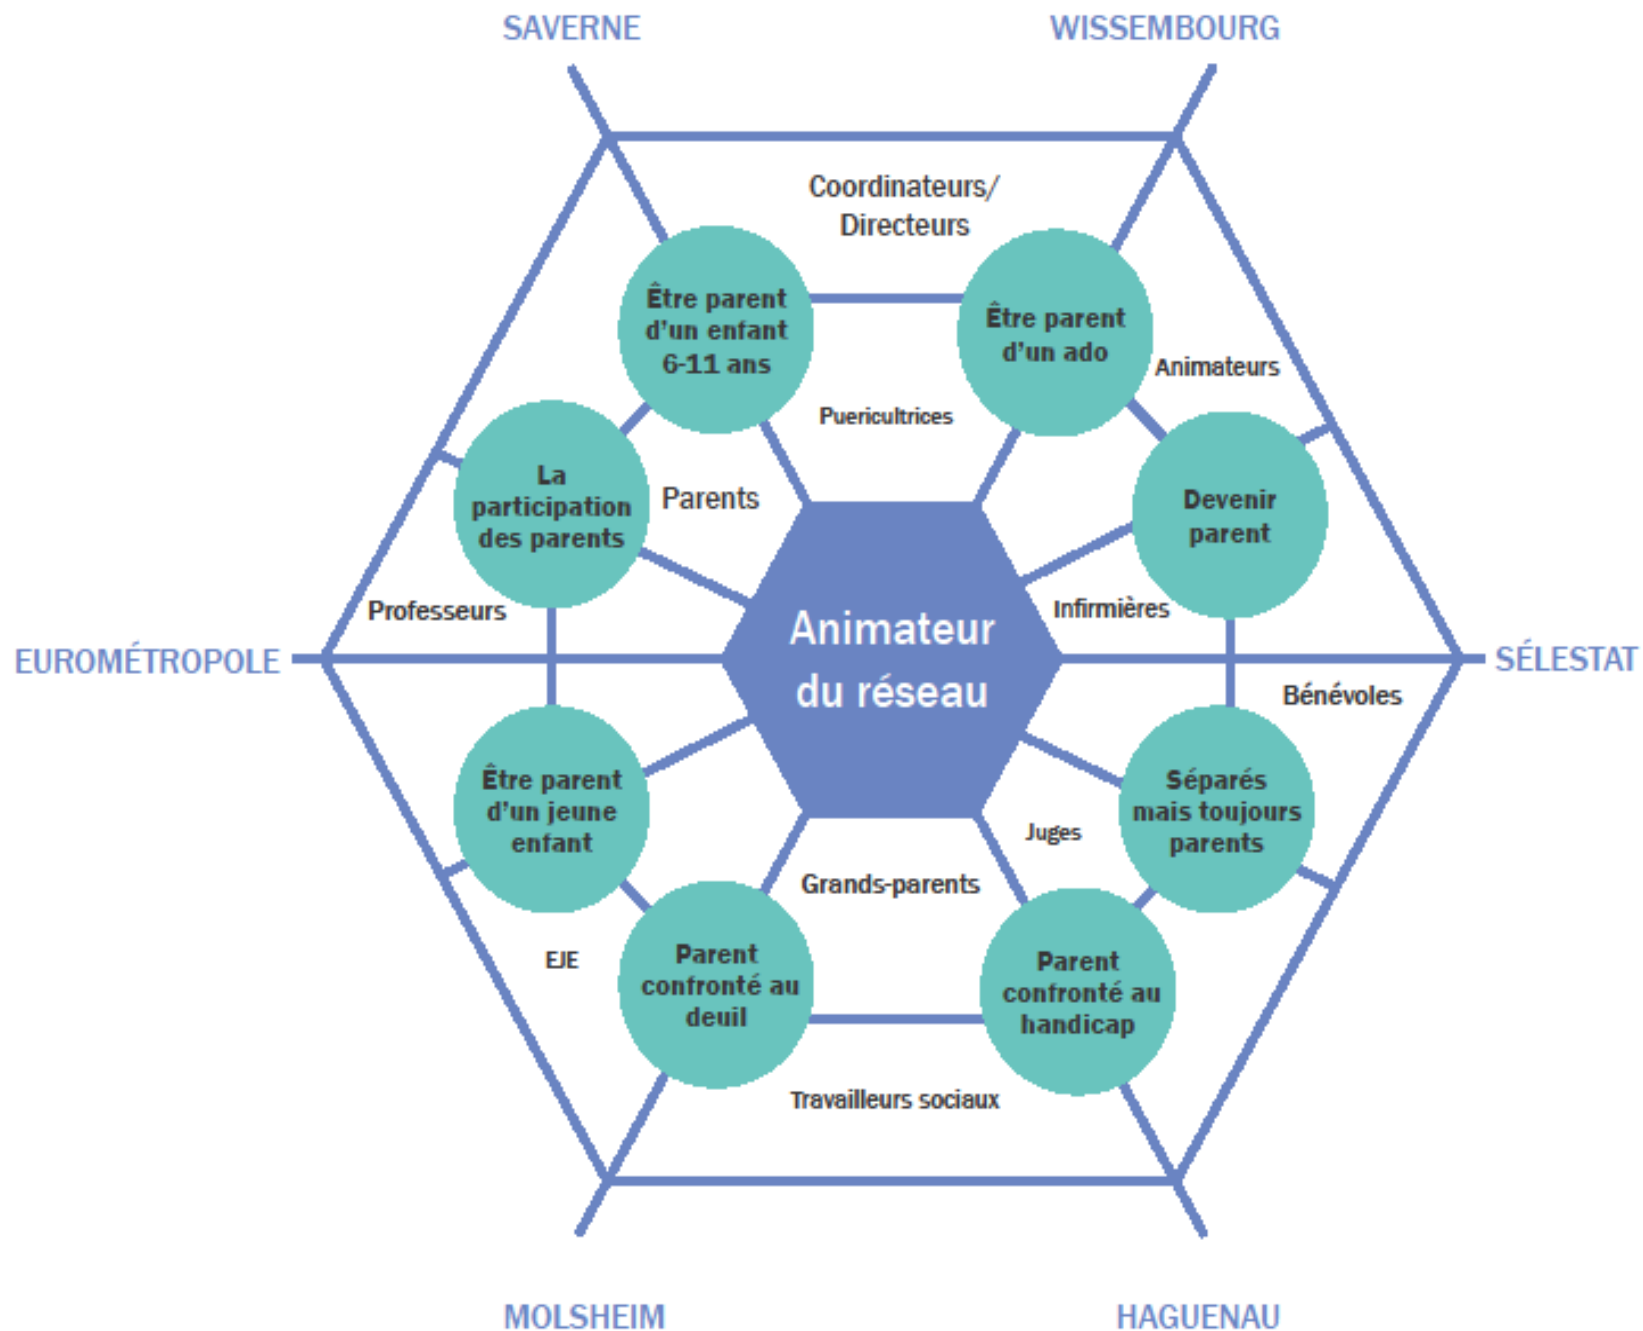 SAVERNE
WISSEMBOURG
Coordinateurs/
Directeurs
Être parent
d'un enfant
6-11 ans
Être parent
d'un ado
Animateurs
Puericultrices
La
participation
des parents
Parents
Devenir
parent
Professeurs
Infirmières
Animateur
du réseau
EUROMÉTROPOLE
SÉLESTAT
Bénévoles
Être parent
d'un jeune
enfant
Séparés
mais toujours
parents
Juges
Grands-parents
EJE
Parent
confronté au
deuil
Parent
confronté au
handicap
Travailleurs sociaux
MOLSHEIM
HAGUENAU